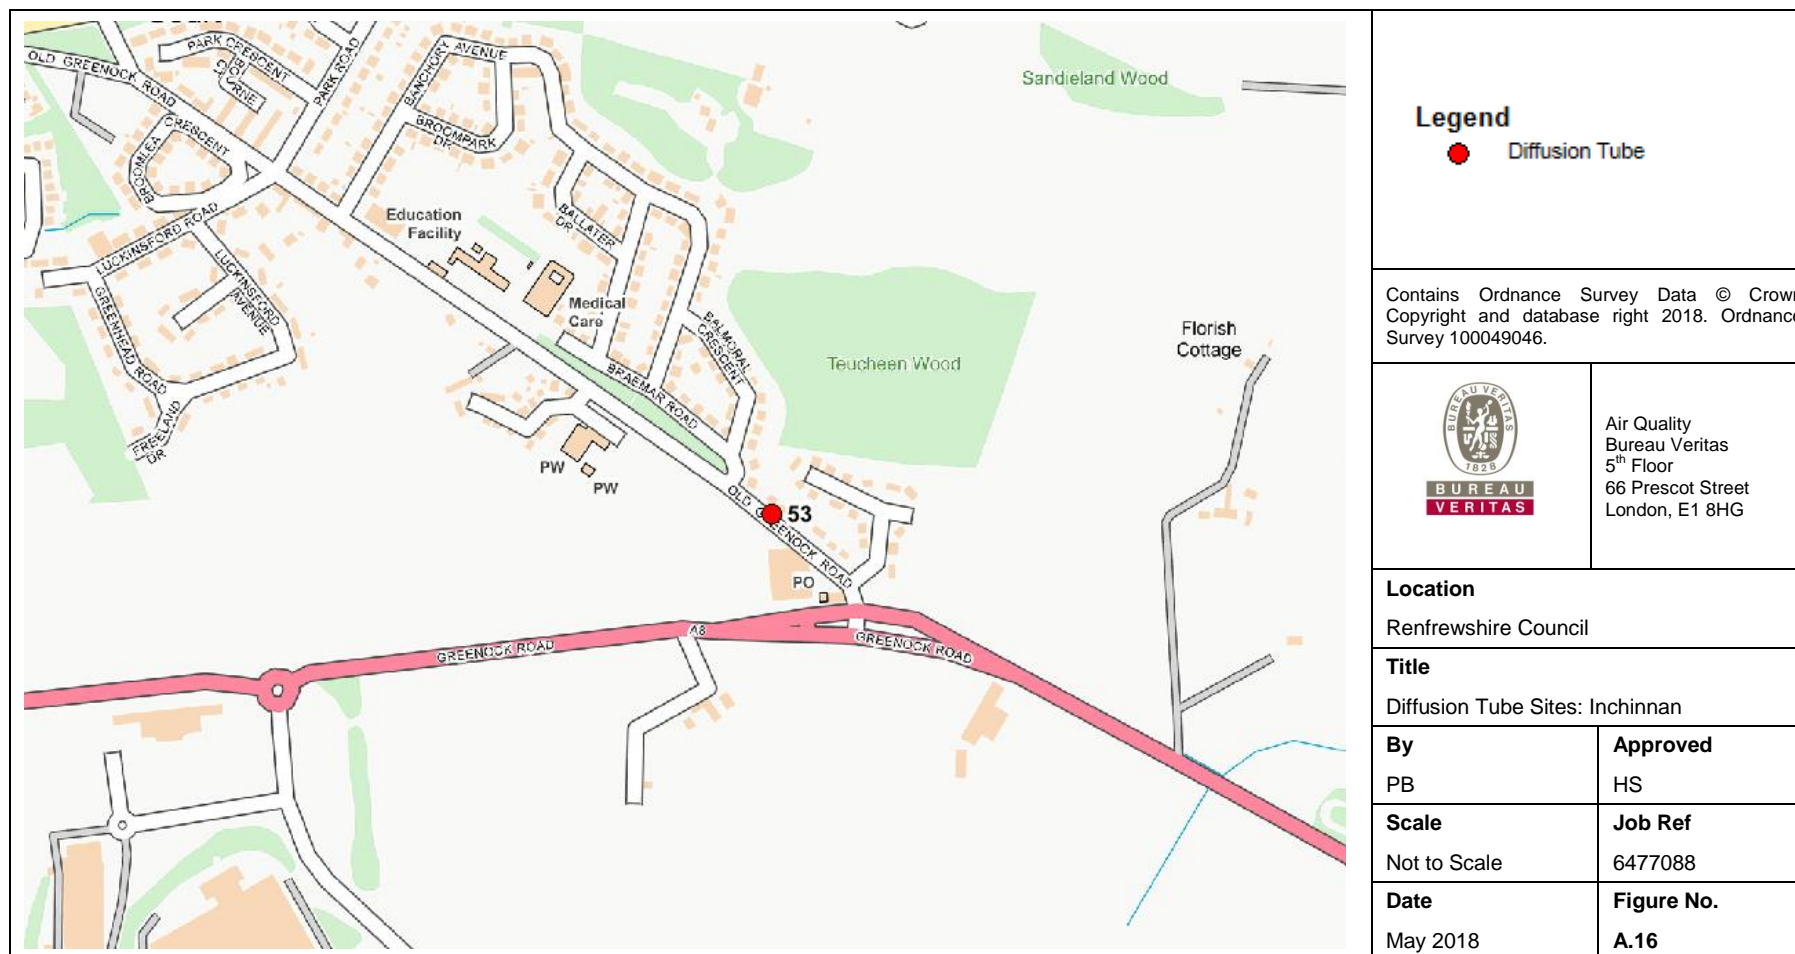 PARK CRESCENT
BROURNE
C
PARK ROAD
OLD GREENOCK ROAD
BROOMLEA
CRESCENT
BANCHORY
AVENUE
BROOMPARK
DR
BALLATER
DR
Sandieland Wood
Education
Facility
Medical
Care
LUCKINSFORD ROAD
LUCKINSFORD
AVENUE
GREENHEAD ROAD
FREELAND
DR
BALMORAL
CRESCENT
BRAEMAR ROAD
Teucheen Wood
Florish
Cottage
PW
PW
OLD GREENOCK ROAD
53
PO
A8
GREENOCK ROAD
GREENOCK ROAD
Legend
Diffusion Tube
Contains Ordnance Survey Data © Crown
Copyright and database right 2018. Ordnance
Survey 100049046.
BUREAU VERITAS
1828
BUREAU
VERITAS
Air Quality
Bureau Veritas
5th Floor
66 Prescot Street
London, E1 8HG
Location
Renfrewshire Council
Title
Diffusion Tube Sites: Inchinnan
By
Approved
PB
HS
Scale
Job Ref
Not to Scale
6477088
Date
Figure No.
May 2018
A.16